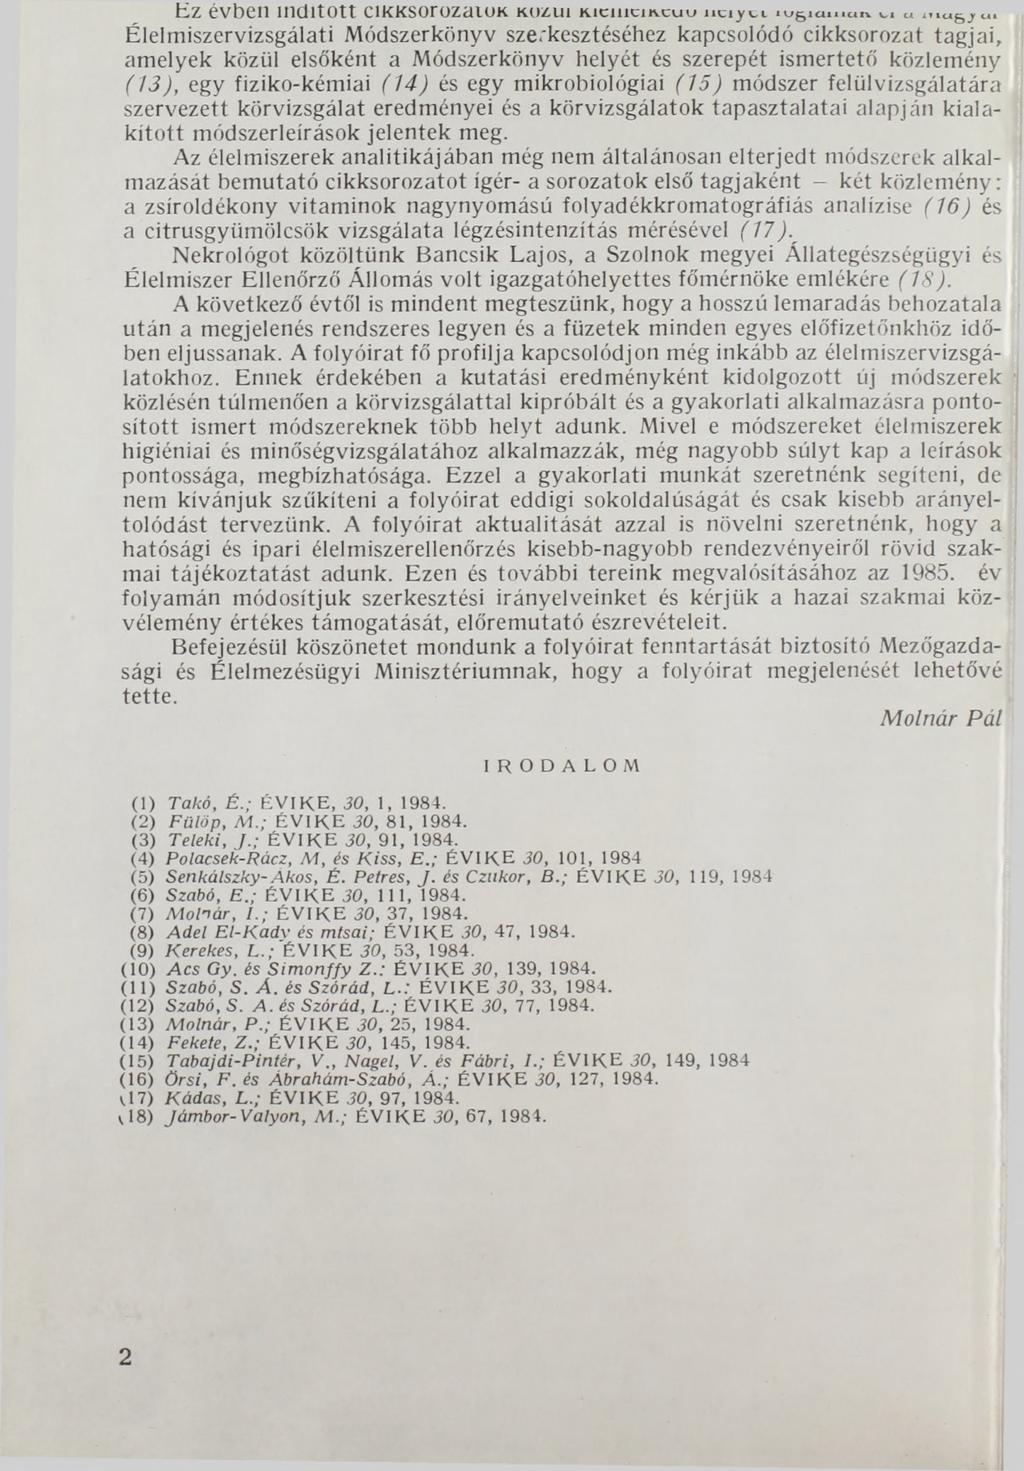 Ez évben indított cikksorozatok közül kiemelkedő helyet foglalnak el a Magyar
Élelmiszervizsgálati Módszerkönyv szerkesztéséhez kapcsolódó cikksorozat tagjai,
amelyek közül elsőként a Módszerkönyv helyét és szerepét ismertető közlemény
(13), egy fiziko-kémiai (14) és egy mikrobiológiai (15) módszer felülvizsgálatára
szervezett körvizsgálat eredményei és a körvizsgálatok tapasztalatai alapján kiala-
kított módszerleírások jelentek meg.
Az élelmiszerek analitikájában még nem általánosan elterjedt módszerek alkal-
mazását bemutató cikksorozatot ígér- a sorozatok első tagjaként – két közlemény:
a zsíroldékony vitaminok nagynyomású folyadékkromatográfiás analízise (16) és
a citrusgyümölcsök vizsgálata légzésintenzítás mérésével (17).
Nekrológot közöltünk Bancsik Lajos, a Szolnok megyei Állategészségügyi és
Élelmiszer Ellenőrző Állomás volt igazgatóhelyettes főmérnöke emlékére (18).
A következő évtől is mindent megteszünk, hogy a hosszú lemaradás behozatala
után a megjelenés rendszeres legyen és a füzetek minden egyes előfizetőnkhöz idő-
ben eljussanak. A folyóirat fő profilja kapcsolódjon még inkább az élelmiszervizsgá-
latokhoz. Ennek érdekében a kutatási eredményként kidolgozott új módszerek
közlésén túlmenően a körvizsgálattal kipróbált és a gyakorlati alkalmazásra ponto-
sított ismert módszereknek több helyt adunk. Mivel e módszereket élelmiszerek
higiéniai és minőségvizsgálatához alkalmazzák, még nagyobb súlyt kap a leírások
pontossága, megbízhatósága. Ezzel a gyakorlati munkát szeretnénk segíteni, de
nem kívánjuk szűkíteni a folyóirat eddigi sokoldalúságát és csak kisebb arányel-
tolódást tervezünk. A folyóirat aktualitását azzal is növelni szeretnénk, hogy a
hatósági és ipari élelmiszerellenőrzés kisebb-nagyobb rendezvényeiről rövid szak-
mai tájékoztatást adunk. Ezen és további tereink megvalósításához az 1985. év
folyamán módosítjuk szerkesztési irányelveinket és kérjük a hazai szakmai köz-
vélemény értékes támogatását, előremutató észrevételeit.
Befejezésül köszönetet mondunk a folyóirat fenntartását biztosító Mezőgazda-
sági és Élelmezésügyi Minisztériumnak, hogy a folyóirat megjelenését lehetővé
tette.
Molnár Pál
IRODALOM
(1) Takó, É.; ÉVIKE, 30, 1, 1984.
(2) Fülöp, M.; ÉVIKE 30, 81, 1984.
(3) Teleki, J.; ÉVIKE 30, 91, 1984.
(4) Polacsek-Rácz, M, és Kiss, E.; ÉVIKE 30, 101, 1984
(5) Senkálszky-Ákos, É. Petres, J. és Czukor, B.; ÉVIKE 30, 119, 1984
(6) Szabó, E.; ÉVIKE 30, 111, 1984.
(7) Molnár, I.; ÉVIKE 30, 37, 1984.
(8) Adel El-Kady és mtsai; ÉVIKE 30, 47, 1984.
(9) Kerekes, L.; ÉVIKE 30, 53, 1984.
(10) Acs Gy. és Simonffy Z.: ÉVIKE 30, 139, 1984.
(11) Szabó, S. Á. és Szórád, L.: ÉVIKE 30, 33, 1984.
(12) Szabó, S. A. és Szórád, L.; ÉVIKE 30, 77, 1984.
(13) Molnár, P.; ÉVIKE 30, 25, 1984.
(14) Fekete, Z.; ÉVIKE 30, 145, 1984.
(15) Tabajdi-Pintér, V., Nagel, V. és Fábri, I.; ÉVIKE 30, 149, 1984
(16) Örsi, F. és Ábrahám-Szabó, Á.; ÉVIKE 30, 127, 1984.
(17) Kádas, L.; ÉVIKE 30, 97, 1984.
(18) Jámbor-Valyon, M.; ÉVIKE 30, 67, 1984.
2